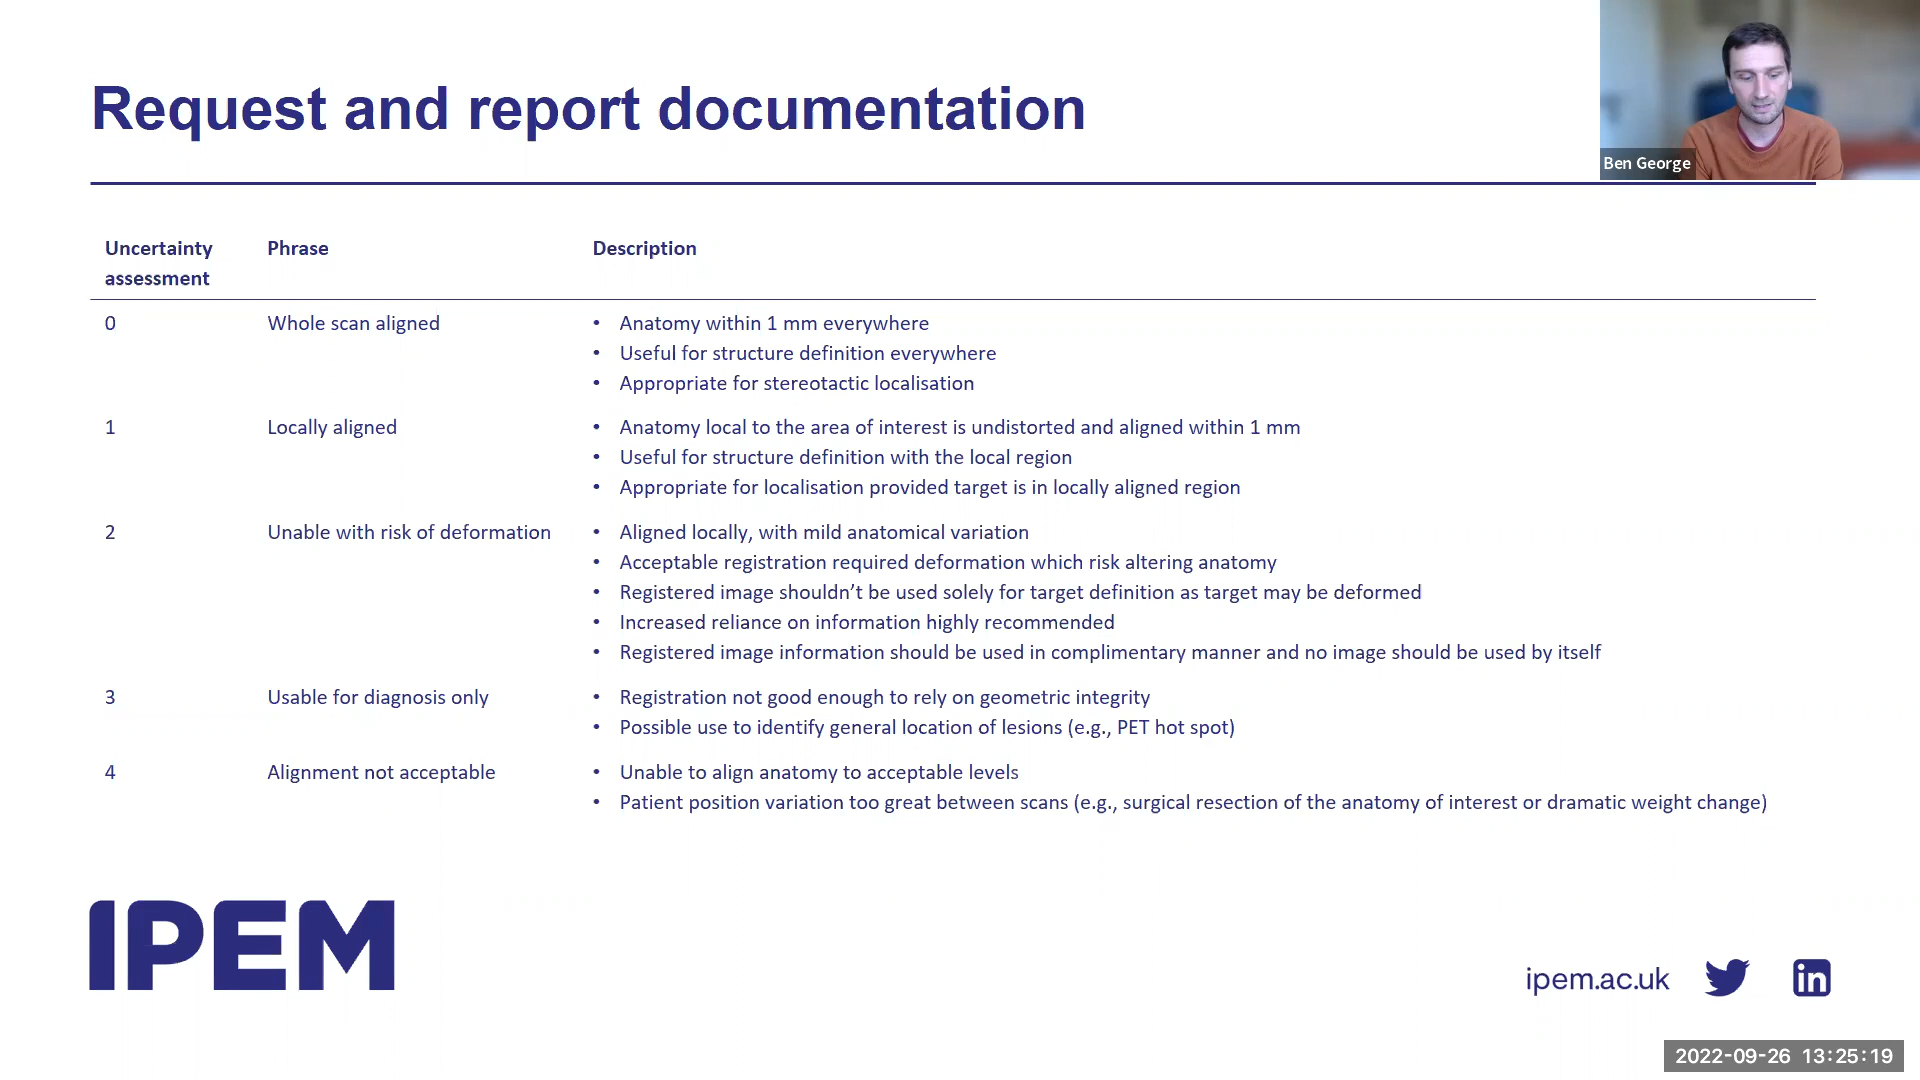 Request and report documentation
Ben George
Uncertainty assessment Phrase Description
0 Whole scan aligned
• Anatomy within 1 mm everywhere
• Useful for structure definition everywhere
• Appropriate for stereotactic localisation
1 Locally aligned
• Anatomy local to the area of interest is undistorted and aligned within 1 mm
• Useful for structure definition with the local region
• Appropriate for localisation provided target is in locally aligned region
2 Unable with risk of deformation
• Aligned locally, with mild anatomical variation
• Acceptable registration required deformation which risk altering anatomy
• Registered image shouldn’t be used solely for target definition as target may be deformed
• Increased reliance on information highly recommended
• Registered image information should be used in complimentary manner and no image should be used by itself
3 Usable for diagnosis only
• Registration not good enough to rely on geometric integrity
• Possible use to identify general location of lesions (e.g., PET hot spot)
4 Alignment not acceptable
• Unable to align anatomy to acceptable levels
• Patient position variation too great between scans (e.g., surgical resection of the anatomy of interest or dramatic weight change)
IPEM
ipem.ac.uk
in
2022-09-26 13:25:19